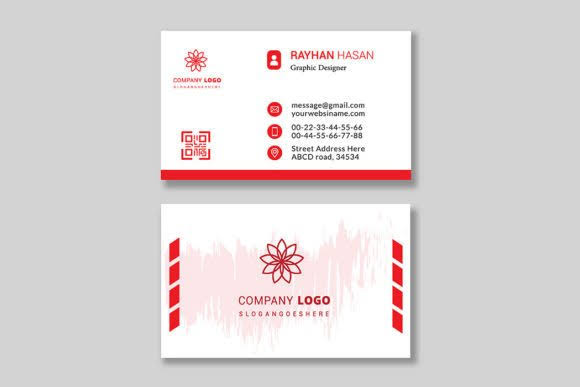 RAYHAN HASAN
Graphic Designer
COMPANY LOGO
SLOGANGOESHERE
message@gmail.com
yourwebsiname.com
00-22-33-44-55-66
00-44-55-66-77-88
Street Address Here
ABCD road, 34534
COMPANY LOGO
SLOGANGOESHERE